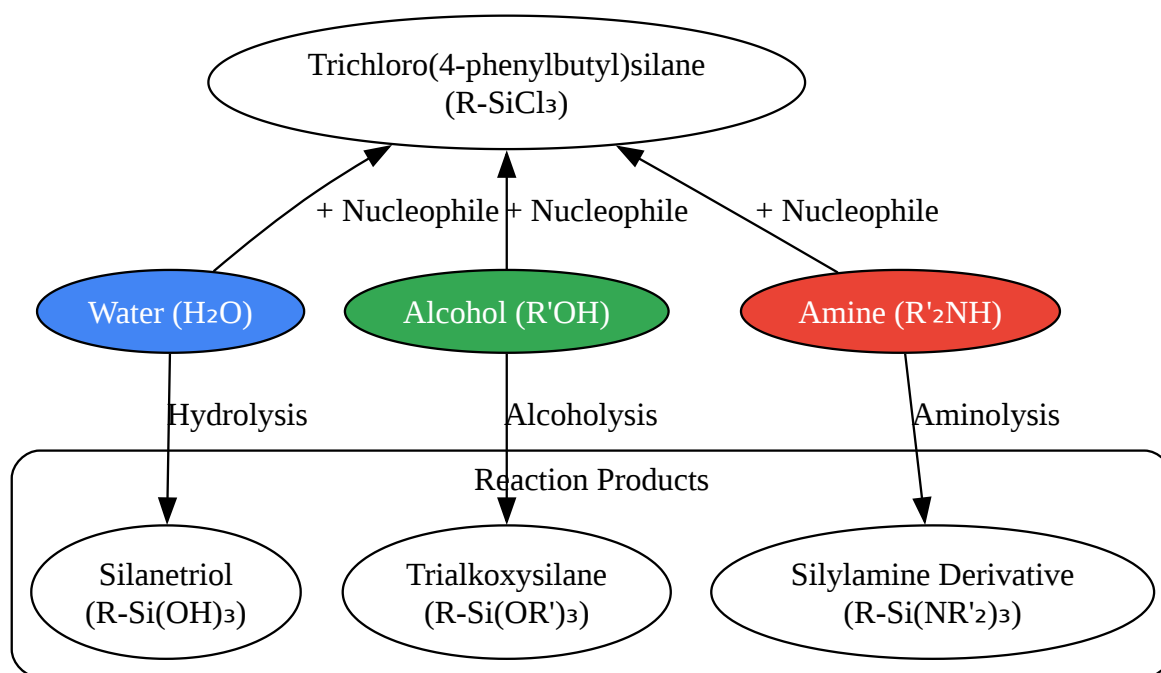 Trichloro(4-phenylbutyl)silane
(R-SiCl₃)
+ Nucleophile
+ Nucleophile
+ Nucleophile
Water (H₂O)
Alcohol (R'OH)
Amine (R'₂NH)
Hydrolysis
Alcoholysis
Aminolysis
Reaction Products
Silanetriol
(R-Si(OH)₃)
Trialkoxysilane
(R-Si(OR')₃)
Silylamine Derivative
(R-Si(NR'₂)₃)